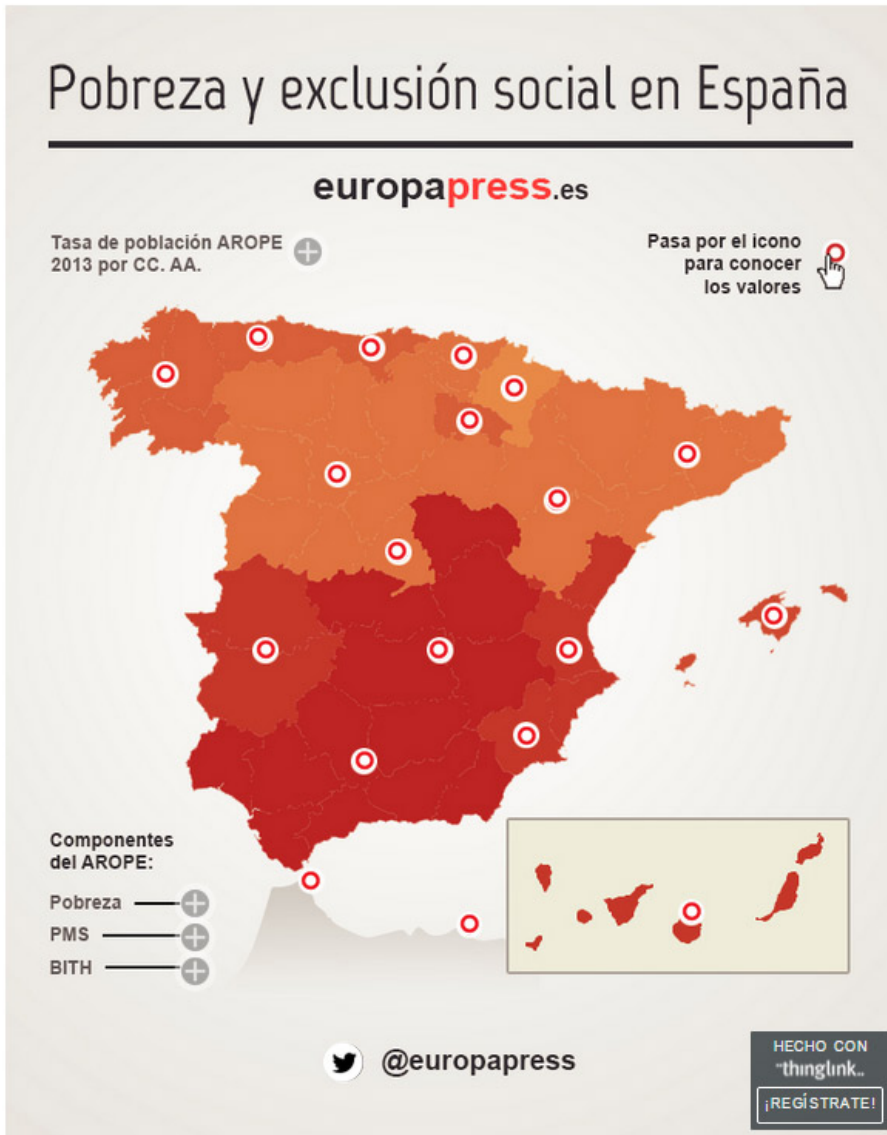 Pobreza y exclusión social en España
europapress.es
Tasa de población AROPE
2013 por CC. AA.
Pasa por el icono
para conocer
los valores
Componentes
del AROPE:
Pobreza
PMS
BITH
@europapress
HECHO CON
thinglink..
¡REGÍSTRATE!